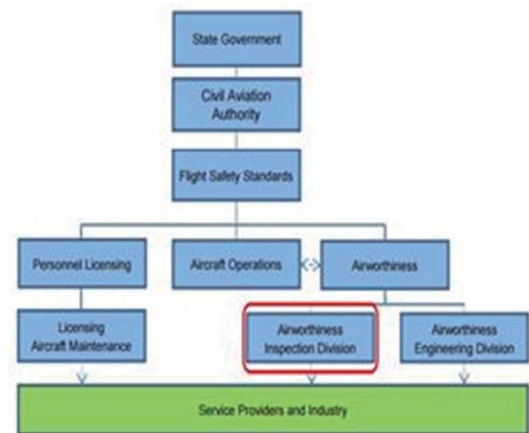 State Government
Civil Aviation
Authority
Flight Safety Standards
Personnel Licensing
Aircraft Operations
Airworthiness
Licensing
Aircraft Maintenance
Airworthiness
Inspection Division
Airworthiness
Engineering Division
Service Providers and Industry